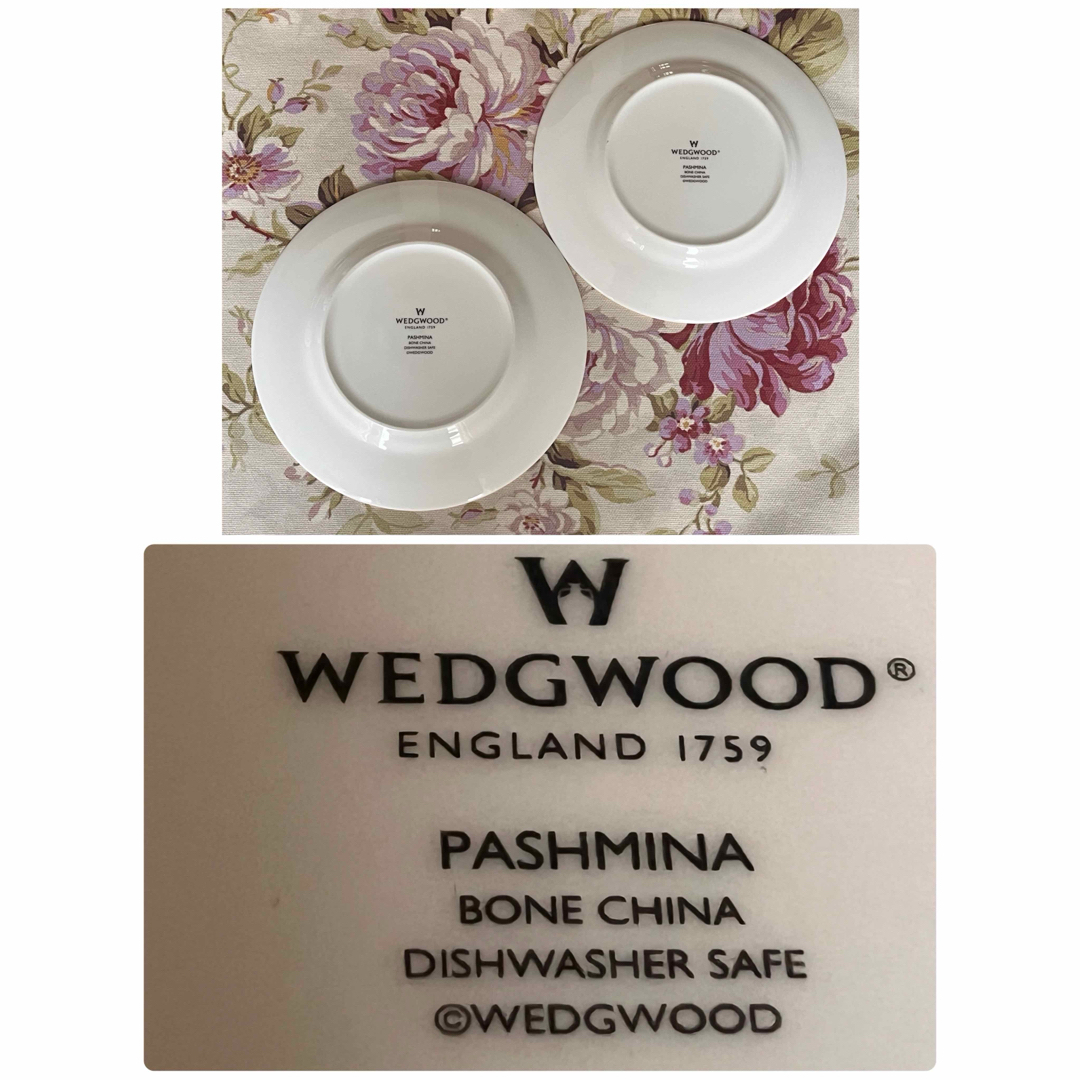 W
WEDGWOOD®
ENGLAND 1759
PASHMINA
BONE CHINA
DISHWASHER SAFE
©WEDGWOOD
W
WEDGWOOD®
ENGLAND 1759
PASHMINA
BONE CHINA
DISHWASHER SAFE
©WEDGWOOD
W
WEDGWOOD®
ENGLAND 1759
PASHMINA
BONE CHINA
DISHWASHER SAFE
©WEDGWOOD